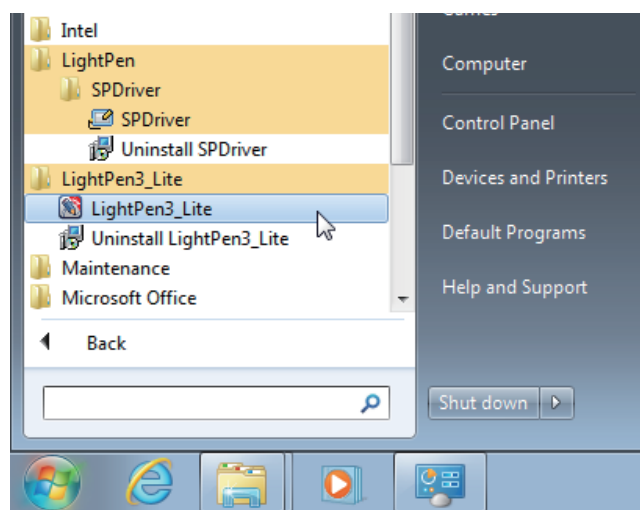 Intel
LightPen
SPDriver
SPDriver
Uninstall SPDriver
LightPen3_Lite
LightPen3_Lite
Uninstall LightPen3_Lite
Maintenance
Microsoft Office
Back
Computer
Control Panel
Devices and Printers
Default Programs
Help and Support
Shut down